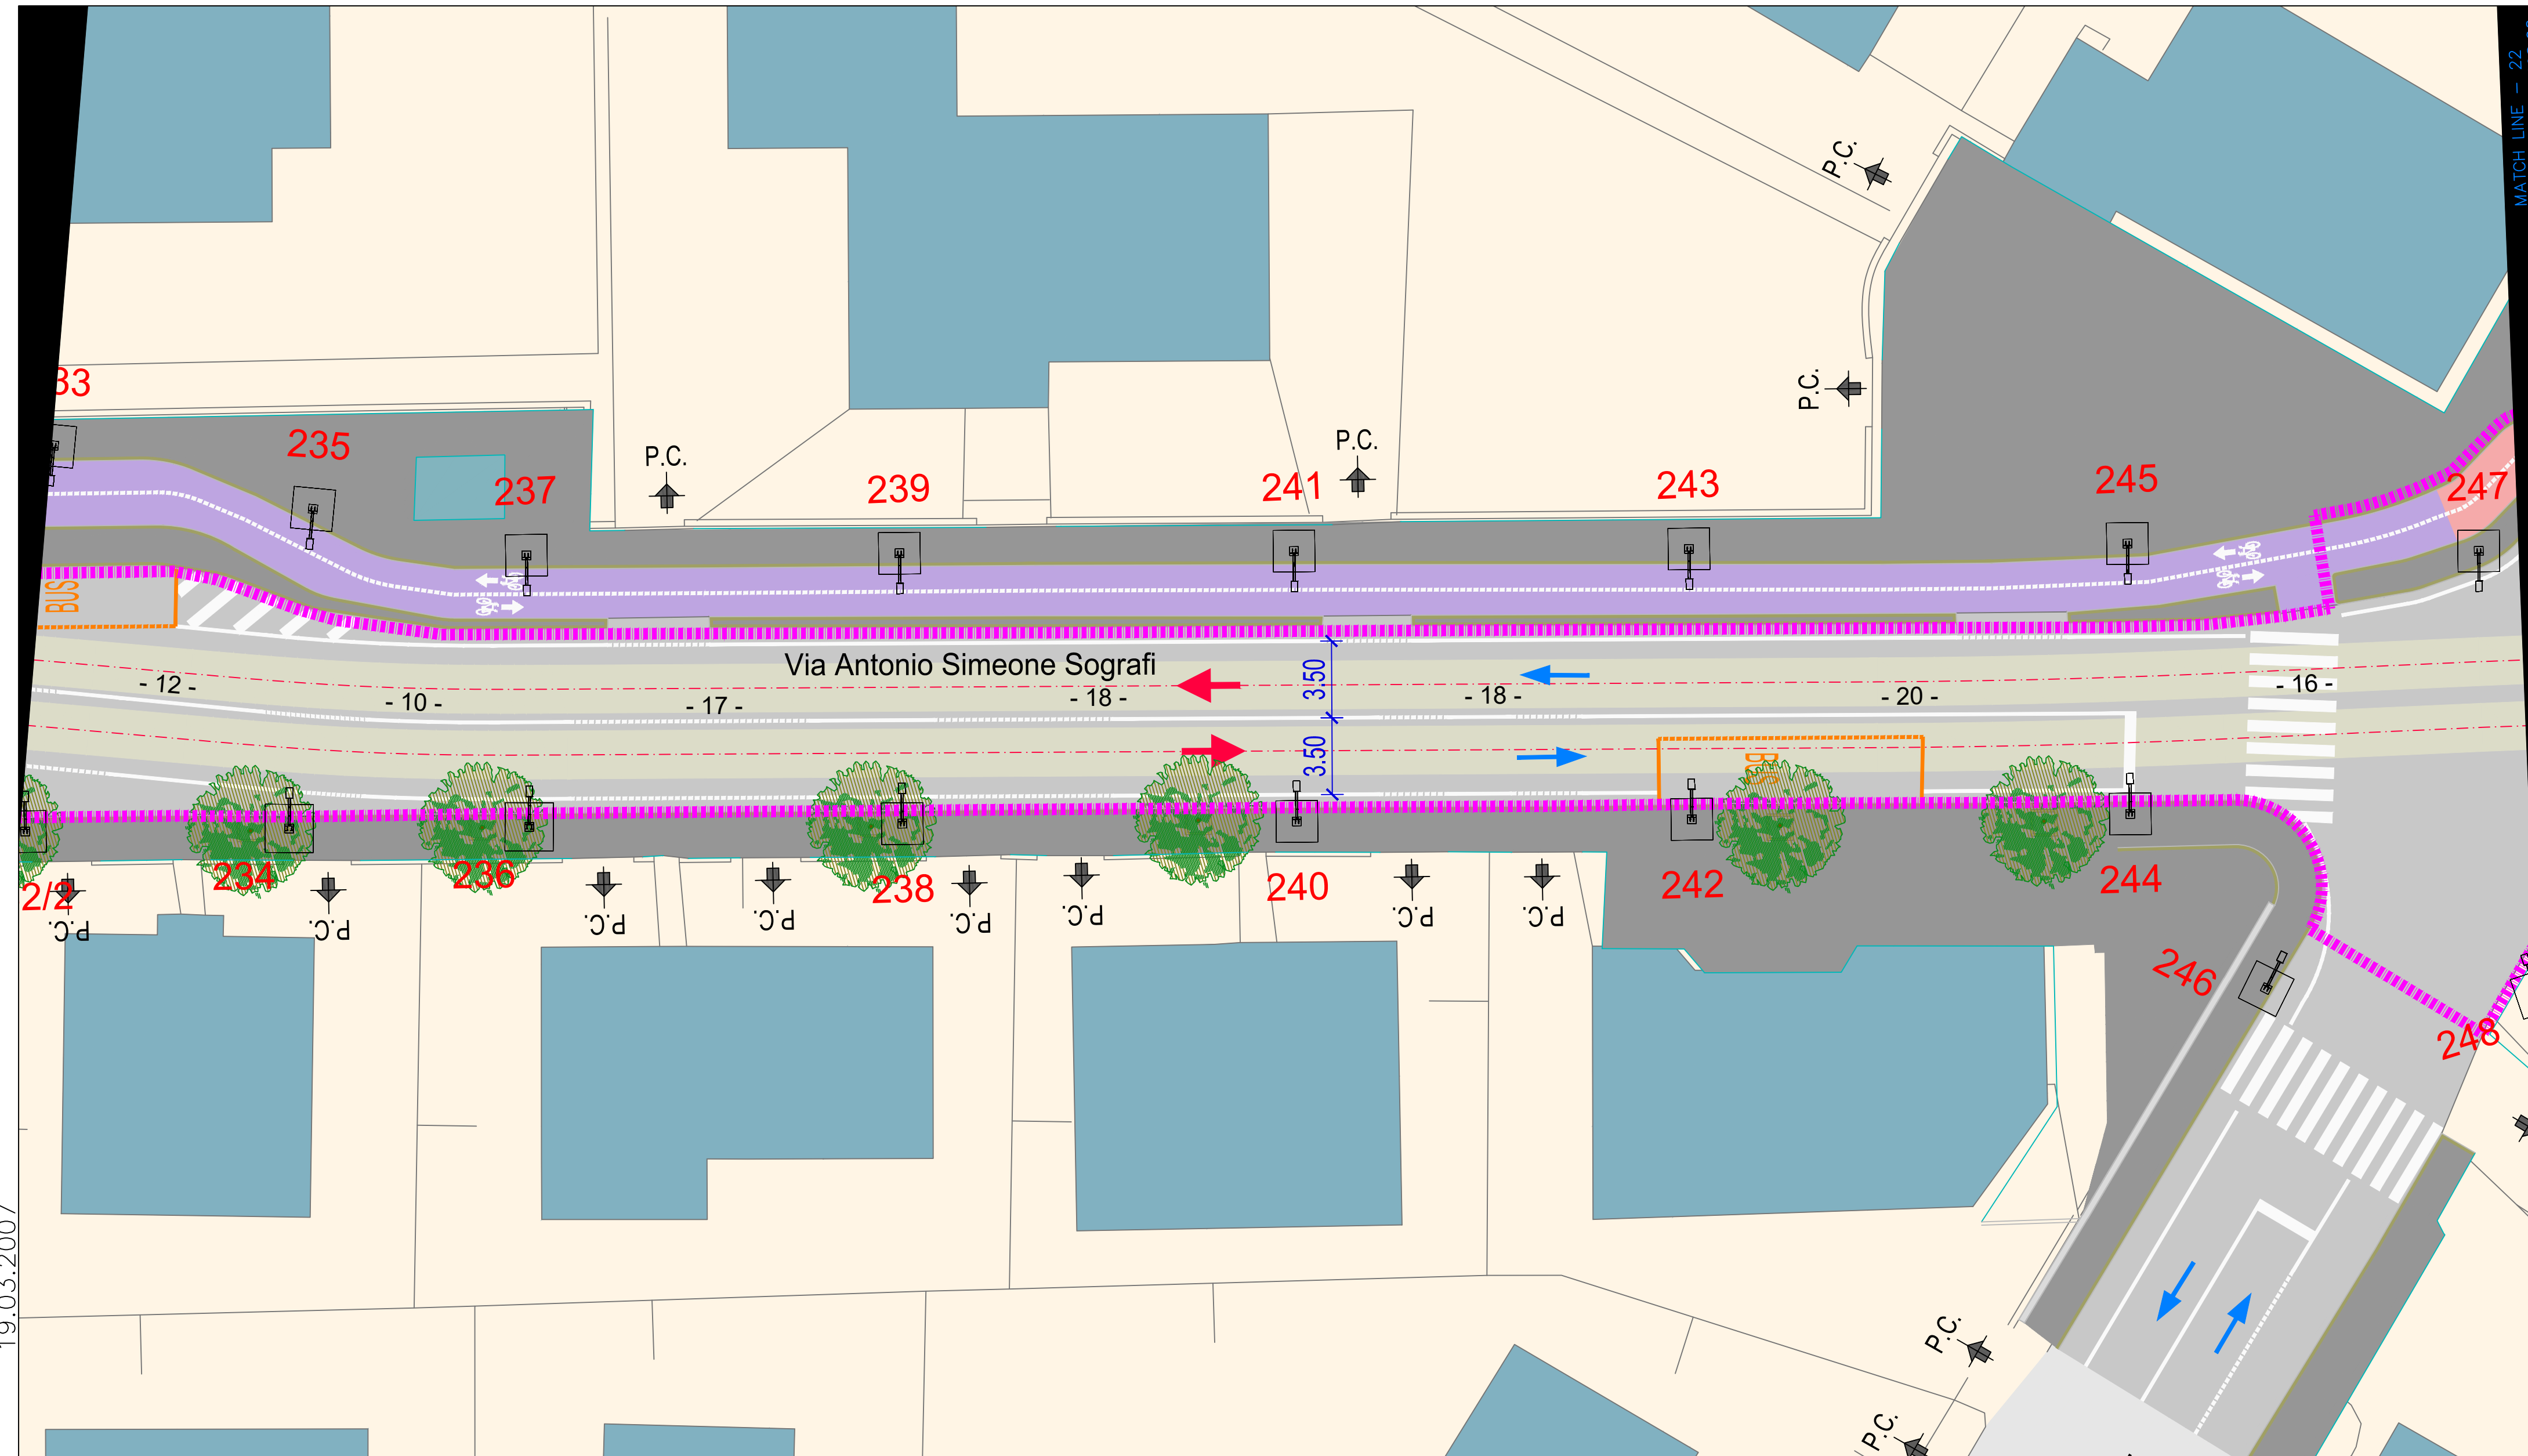 MATCH LINE - 22
P.C.
P.C.
33
235
237
P.C.
239
241
P.C.
243
245
247
BUS
Via Antonio Simeone Sografi
3.50
- 12 -
- 10 -
- 17 -
- 18 -
- 18 -
- 20 -
- 16 -
3.50
BUS
2/2
234
236
238
240
242
244
246
248
P.C.
P.C.
P.C.
P.C.
P.C.
P.C.
P.C.
P.C.
P.C.
P.C.
19.03.2007